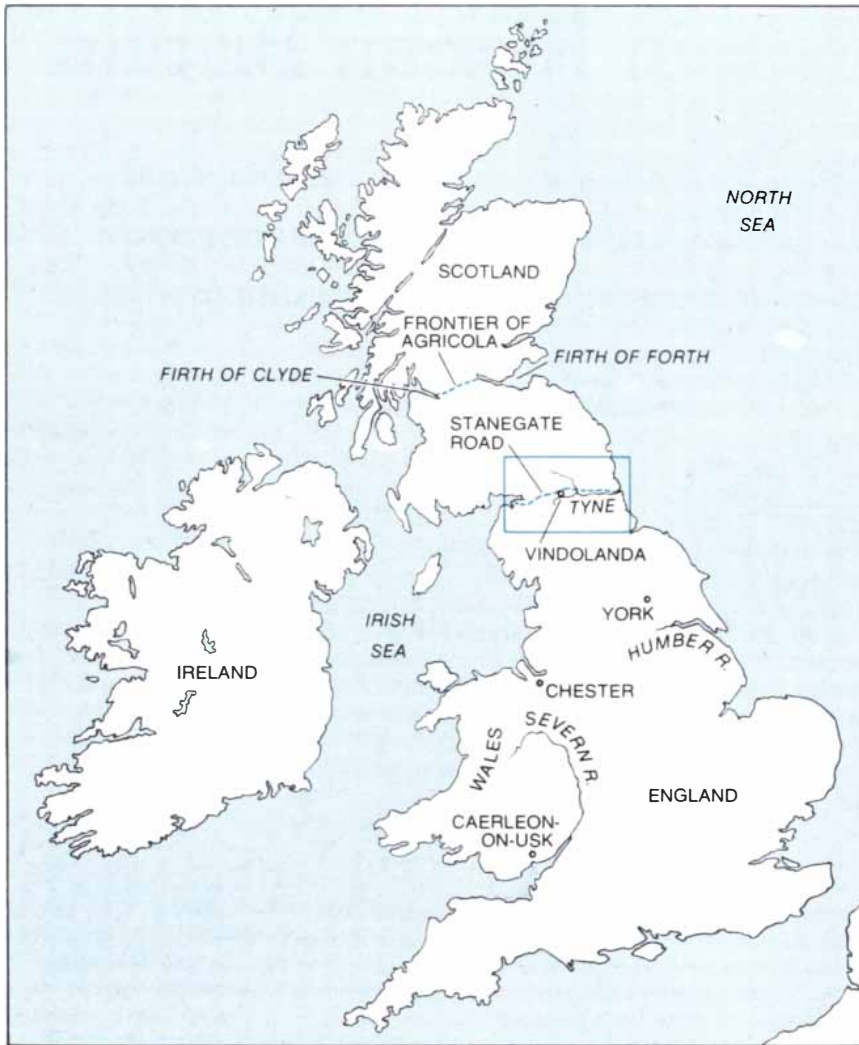 NORTH
SEA
SCOTLAND
FRONTIER OF
AGRICOLA
FIRTH OF FORTH
FIRTH OF CLYDE
STANEGATE
ROAD
TYNE
VINDOLANDA
YORK
IRISH
SEA
HUMBER R.
IRELAND
CHESTER
SEVERN R.
WALES
ENGLAND
CAERLEON-
ON-USK